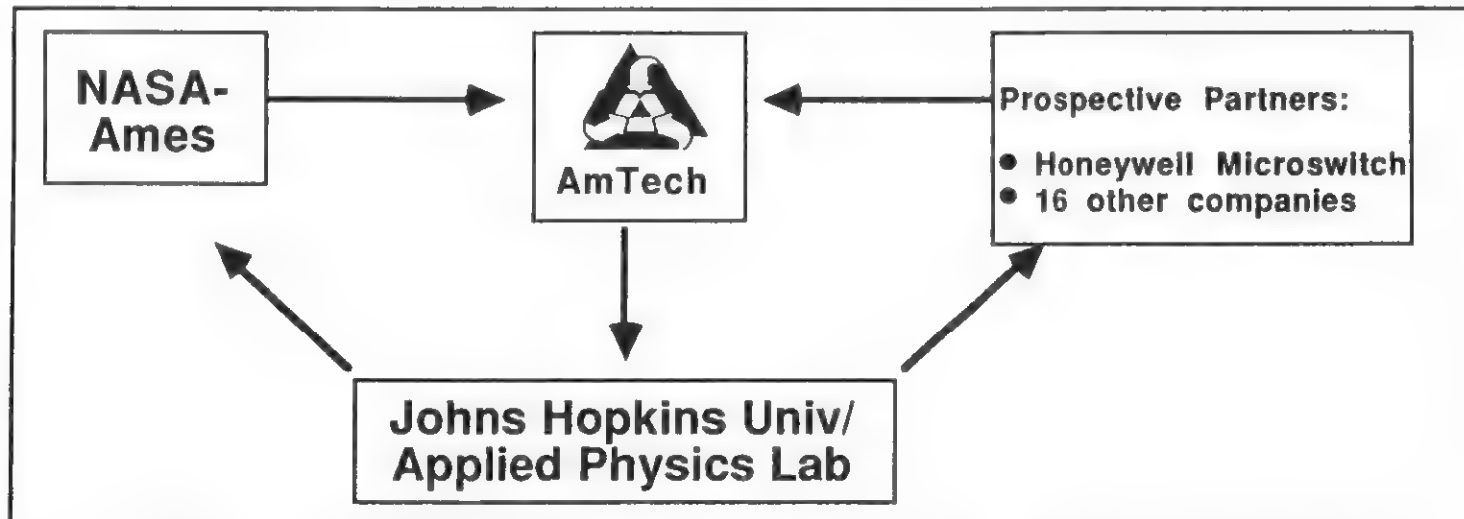 NASA-
Ames
AmTech
Prospective Partners:
● Honeywell Microswitch
● 16 other companies
Johns Hopkins Univ/
Applied Physics Lab